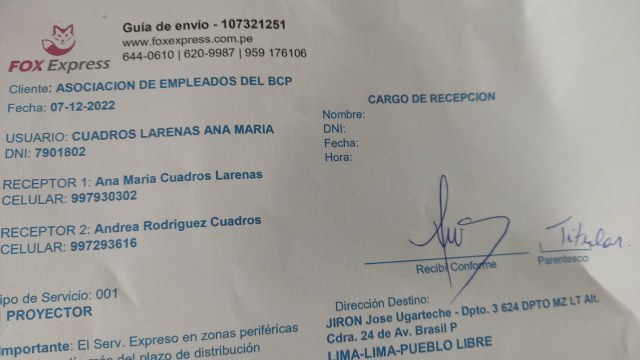 FOX Express
Guía de envio - 107321251
www.foxexpress.com.pe
644-0610 | 620-9987 | 959 176106
Cliente: ASOCIACION DE EMPLEADOS DEL BCP
Fecha: 07-12-2022
USUARIO: CUADROS LARENAS ANA MARIA
DNI: 7901802
RECEPTOR 1: Ana Maria Cuadros Larenas
CELULAR: 997930302
RECEPTOR 2: Andrea Rodriguez Cuadros
CELULAR: 997293616
ipo de Servicio: 001
PROYECTOR
mportante: El Serv. Expreso en zonas periféricas
más del plazo de distribución
CARGO DE RECEPCION
Nombre:
DNI:
Fecha:
Hora:
Titular.
Recibi Conforme
Parentesco
Dirección Destino:
JIRON Jose Ugarteche - Dpto. 3 624 DPTO MZ LT Alt.
Cdra. 24 de Av. Brasil P
LIMA-LIMA-PUEBLO LIBRE